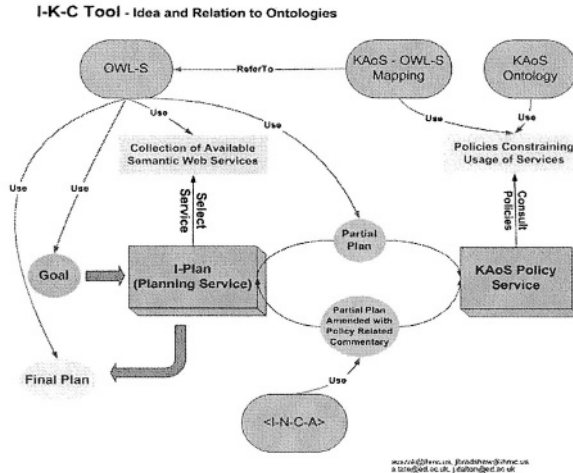 I-K-C Tool - Idea and Relation to Ontologies
OWL-S
ReferTo
KAoS - OWL-S
Mapping
KAoS
Ontology
Use
Use
Use
Use
Use
Use
Collection of Available
Semantic Web Services
Policies Constraining
Usage of Services
Select
Service
Consult
Policies
Partial
Plan
Goal
I-Plan
(Planning Service)
KAoS Policy
Service
Partial Plan
Amended with
Policy Related
Commentary
Final Plan
Use
<I-N-C-A>